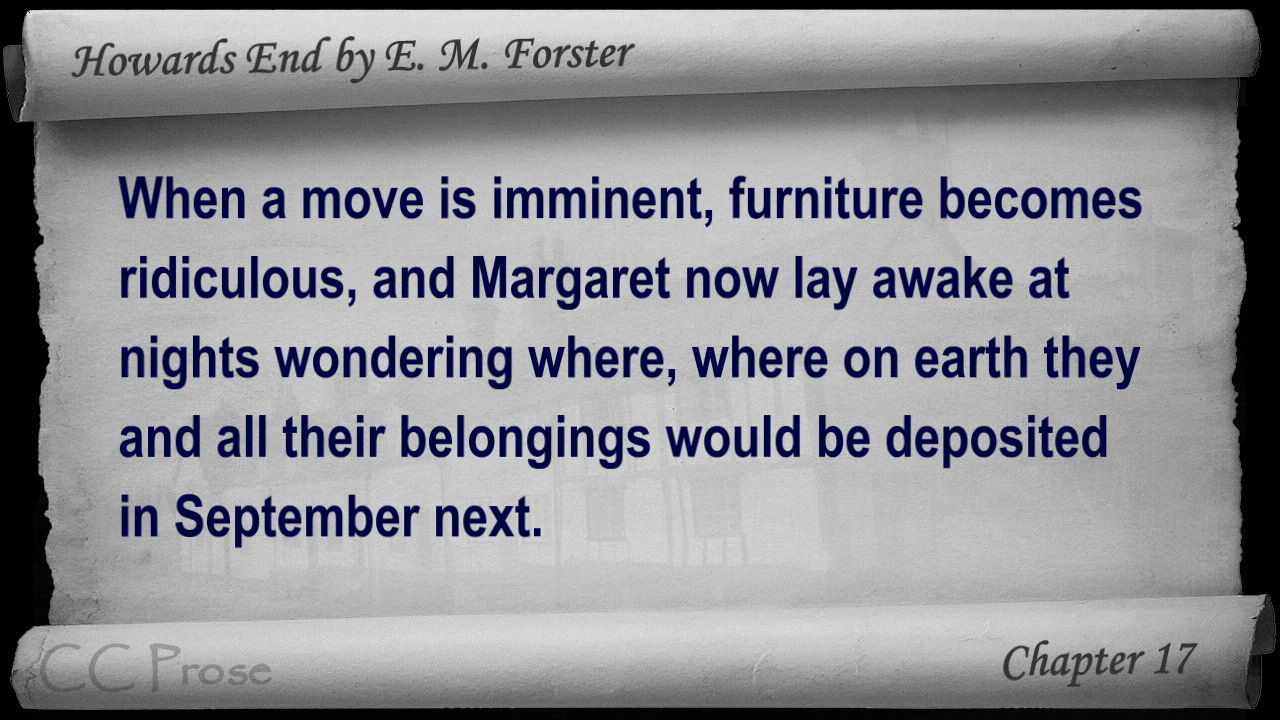 Howards End by E. M. Forster
When a move is imminent, furniture becomes
ridiculous, and Margaret now lay awake at
nights wondering where, where on earth they
and all their belongings would be deposited
in September next.
CC Prose
Chapter 17